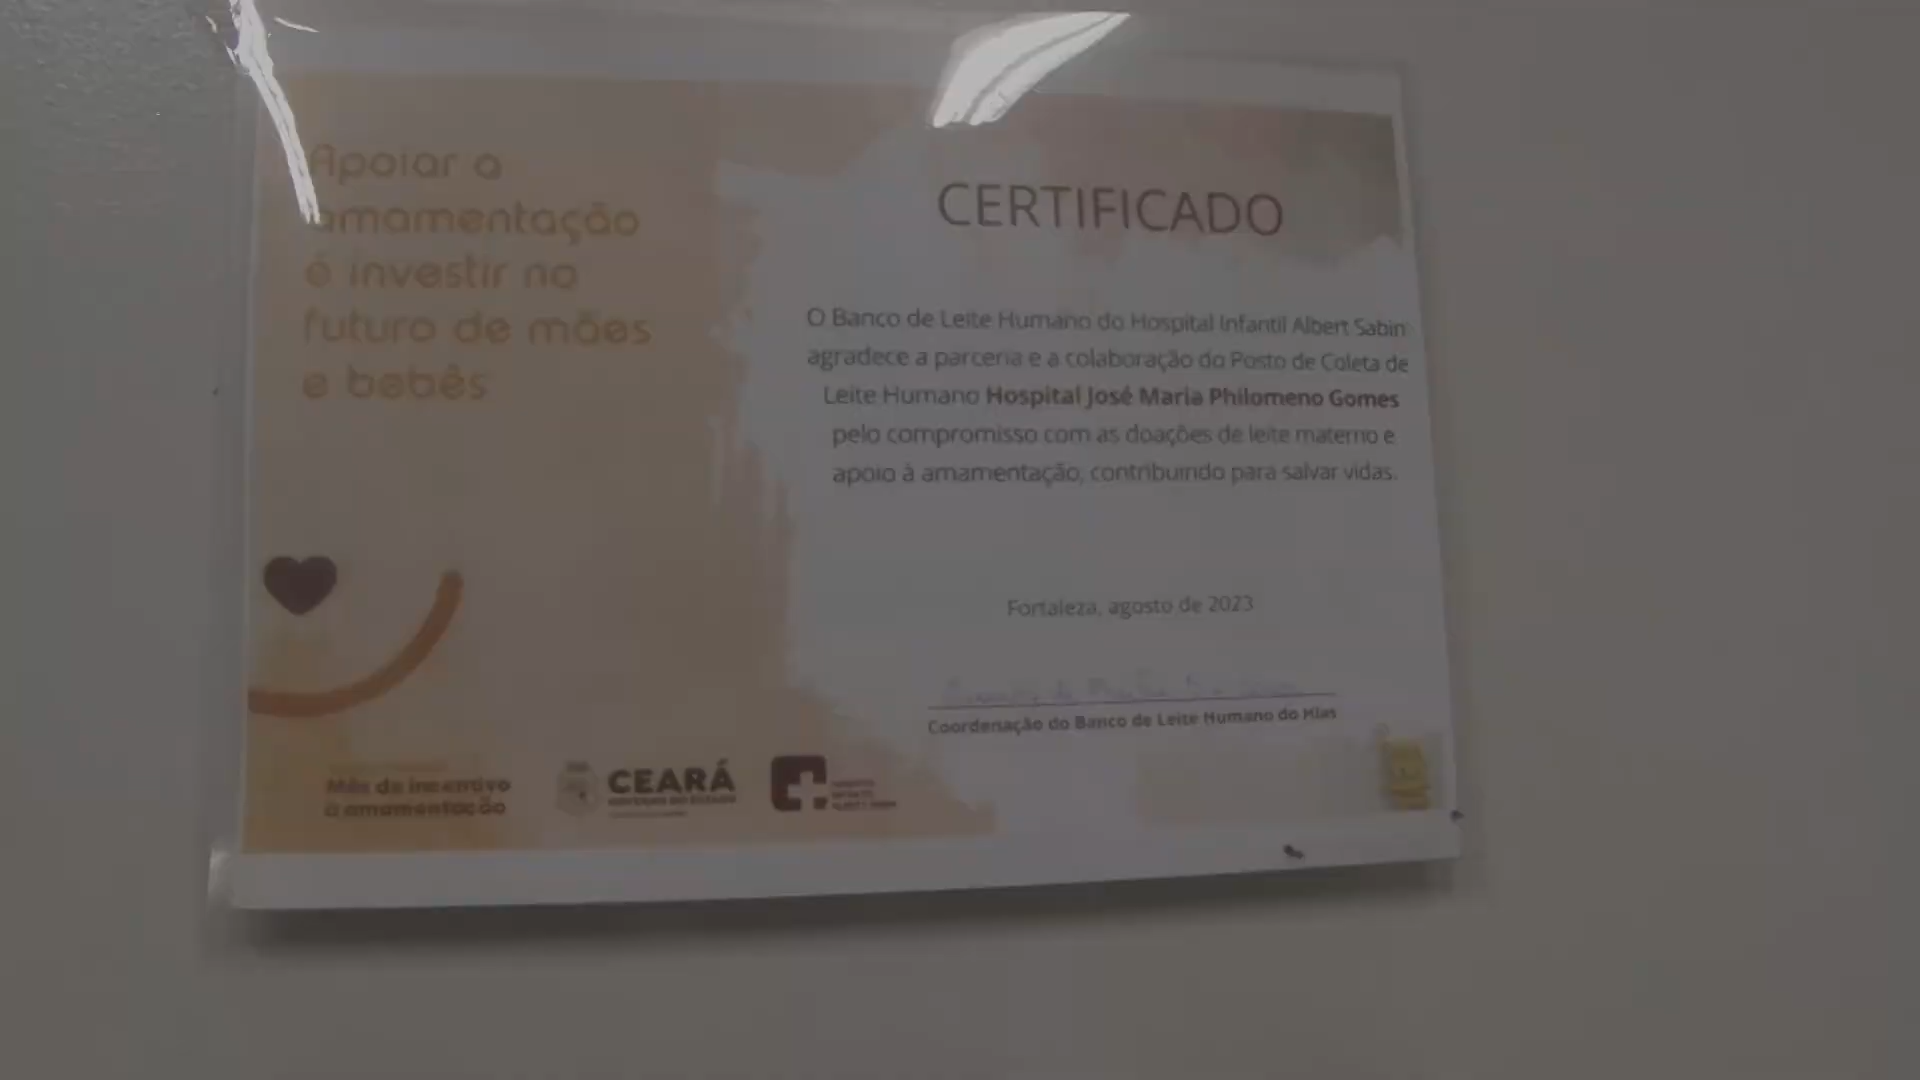 Apoiar a
amamentação
é investir no
futuro de mães
e bebês
CERTIFICADO
O Banco de Leite Humano do Hospital Infantil Albert Sabin
agradece a parceria e a colaboração do Posto de Coleta de
Leite Humano Hospital José Maria Philomeno Gomes
pelo compromisso com as doações de leite materno e
apoio à amamentação, contribuindo para salvar vidas.
Fortaleza, agosto de 2023
Coordenação do Banco de Leite Humano do Hias
Mês de incentivo
à amamentação
CEARÁ
GOVERNO DO ESTADO